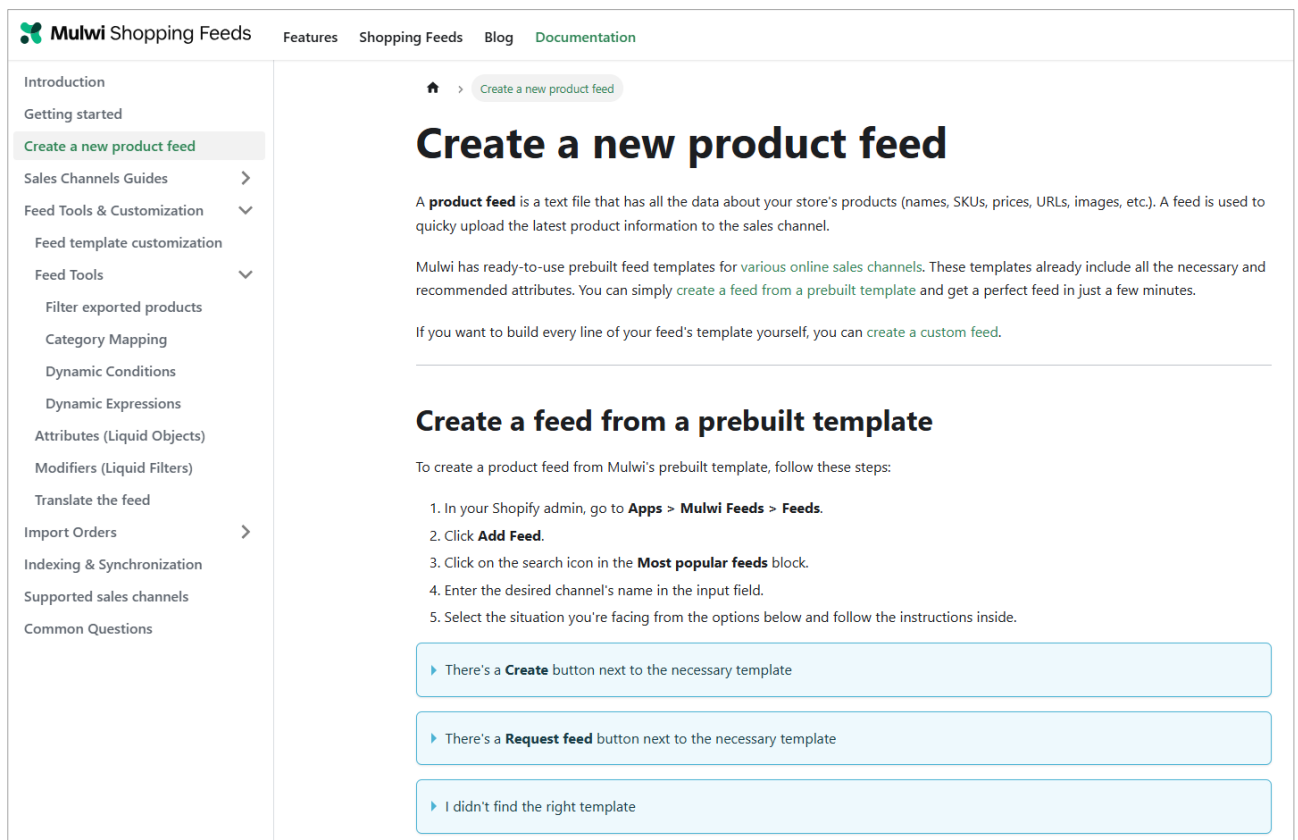 Mulwi Shopping Feeds
Features
Shopping Feeds
Blog
Documentation
Introduction
Getting started
Create a new product feed
Sales Channels Guides
Feed Tools & Customization
Feed template customization
Feed Tools
Filter exported products
Category Mapping
Dynamic Conditions
Dynamic Expressions
Attributes (Liquid Objects)
Modifiers (Liquid Filters)
Translate the feed
Import Orders
Indexing & Synchronization
Supported sales channels
Common Questions
Create a new product feed
Create a new product feed
A product feed is a text file that has all the data about your store's products (names, SKUs, prices, URLs, images, etc.). A feed is used to
quicky upload the latest product information to the sales channel.
Mulwi has ready-to-use prebuilt feed templates for various online sales channels. These templates already include all the necessary and
recommended attributes. You can simply create a feed from a prebuilt template and get a perfect feed in just a few minutes.
If you want to build every line of your feed's template yourself, you can create a custom feed.
Create a feed from a prebuilt template
To create a product feed from Mulwi's prebuilt template, follow these steps:
1. In your Shopify admin, go to Apps > Mulwi Feeds > Feeds.
2. Click Add Feed.
3. Click on the search icon in the Most popular feeds block.
4. Enter the desired channel's name in the input field.
5. Select the situation you're facing from the options below and follow the instructions inside.
There's a Create button next to the necessary template
There's a Request feed button next to the necessary template
I didn't find the right template